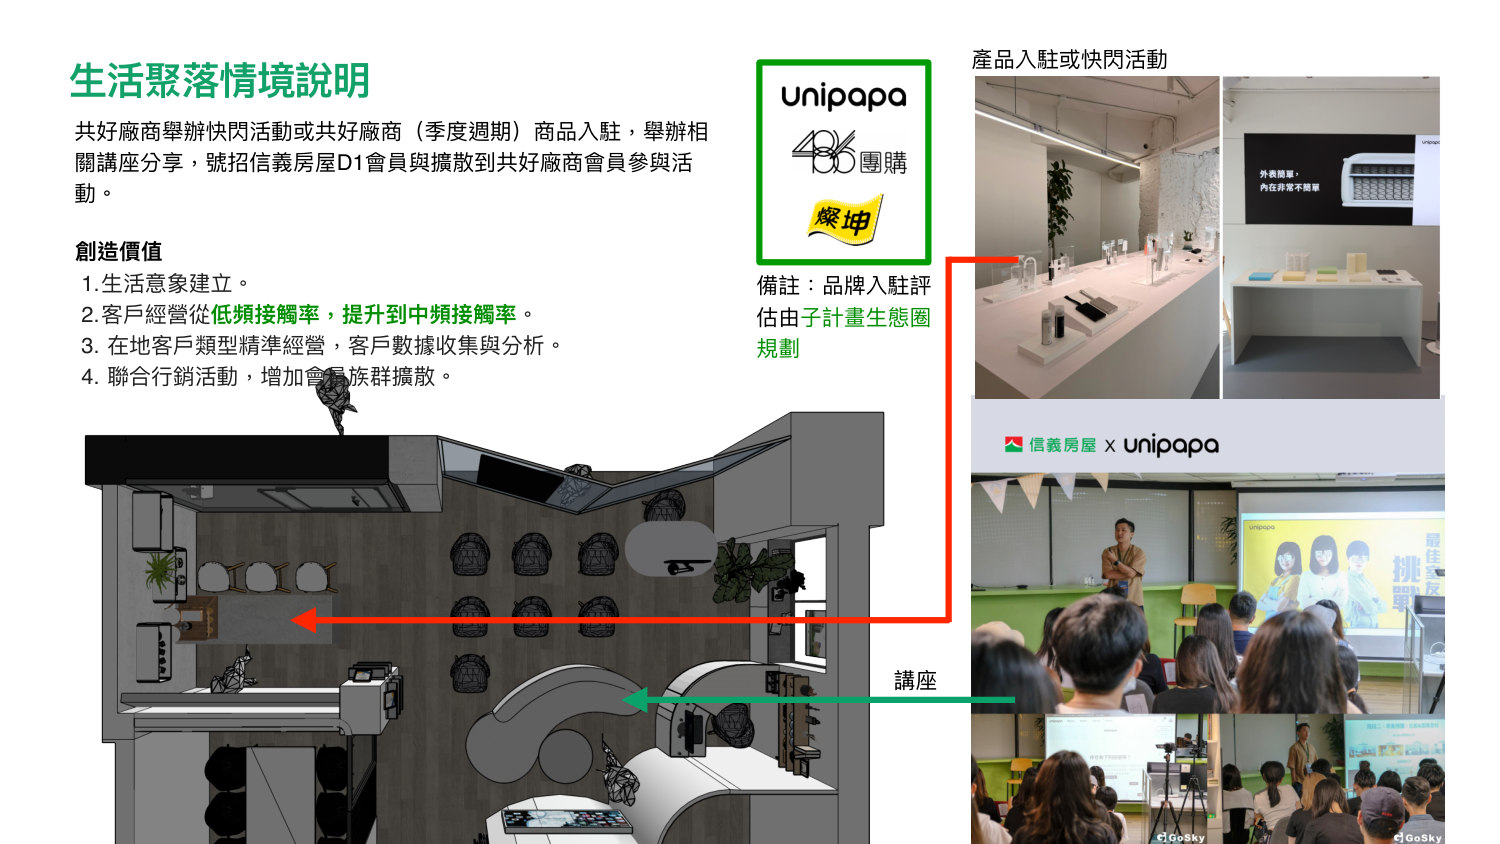 生活聚落情境說明
共好廠商舉辦快閃活動或共好廠商（季度週期）商品入駐，舉辦相
關講座分享，號招信義房屋D1會員與擴散到共好廠商會員參與活
動。
創造價值
1.生活意象建立。
2.客戶經營從低頻接觸率，提升到中頻接觸率。
3. 在地客戶類型精準經營，客戶數據收集與分析。
4. 聯合行銷活動，增加會員族群擴散。
unipapa
486團購
燦坤
備註：品牌入駐評
估由子計畫生態圈
規劃
產品入駐或快閃活動
unipapa
外表簡單，
內在非常不簡單
信義房屋 X unipapa
unipapa
最佳室友
挑戰
講座
unipapa
GoSky
GoSky